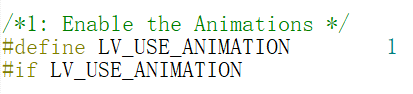 /*1: Enable the Animations */
#define LV_USE_ANIMATION 1
#if LV_USE_ANIMATION